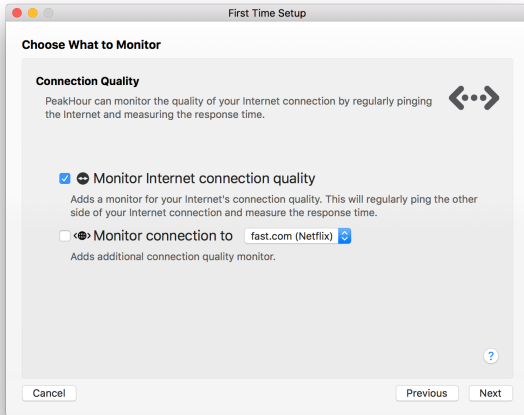 First Time Setup
Choose What to Monitor
Connection Quality
PeakHour can monitor the quality of your Internet connection by regularly pinging
the Internet and measuring the response time.
Monitor Internet connection quality
Adds a monitor for your Internet's connection quality. This will regularly ping the other
side of your Internet connection and measure the response time.
Monitor connection to fast.com (Netflix)
Adds additional connection quality monitor.
?
Cancel Previous Next